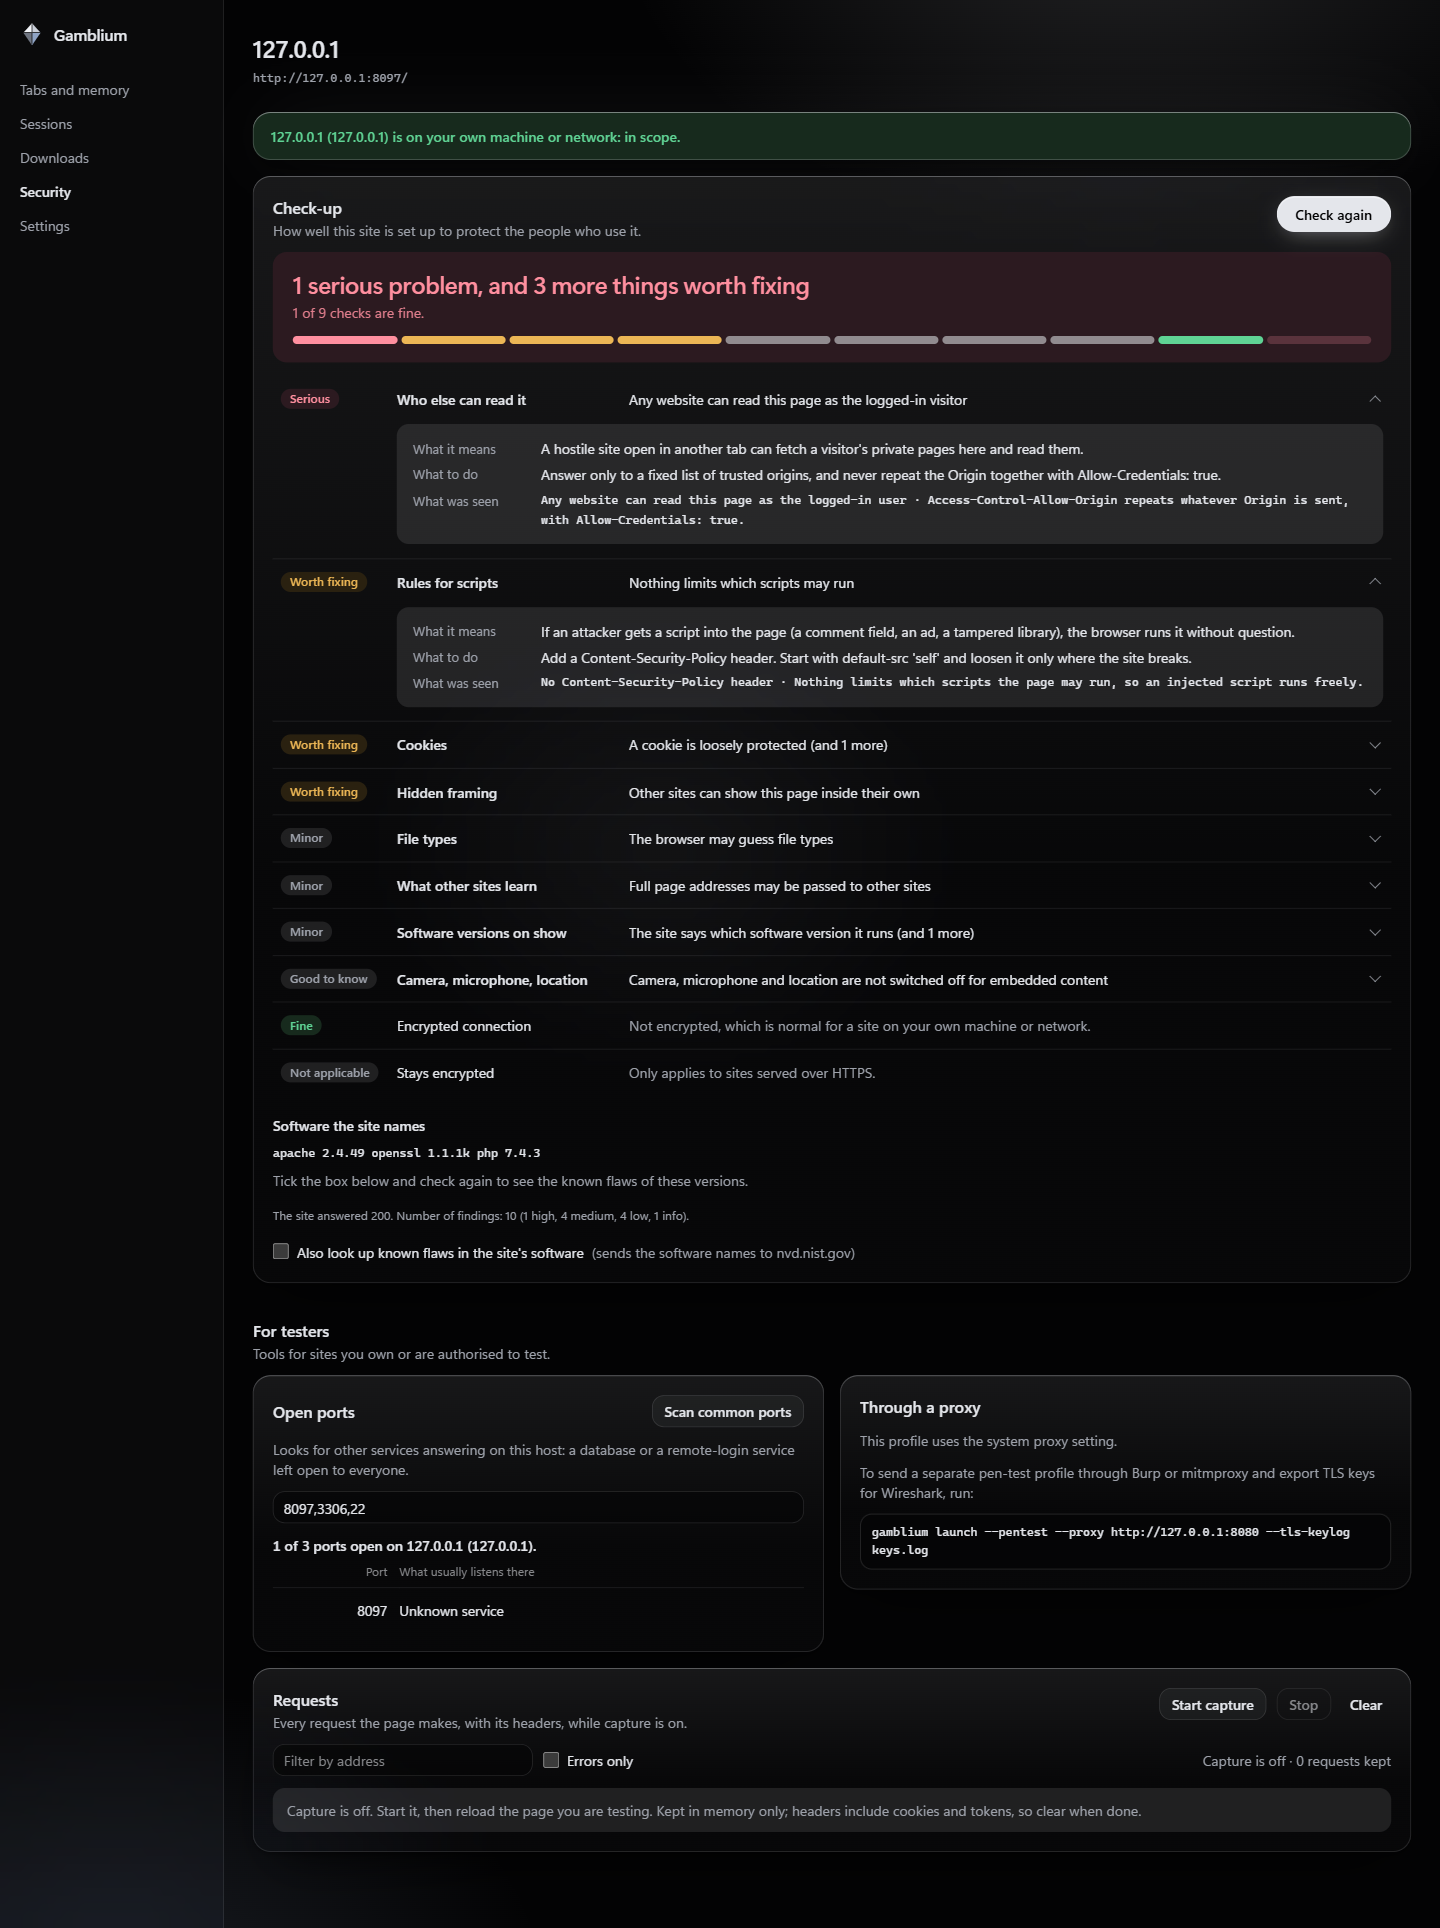 Gamblium
Tabs and memory
Sessions
Downloads
Security
Settings
127.0.0.1
http://127.0.0.1:8097/
127.0.0.1 (127.0.0.1) is on your own machine or network: in scope.
Check-up
How well this site is set up to protect the people who use it.
Check again
1 serious problem, and 3 more things worth fixing
1 of 9 checks are fine.
Serious Who else can read it Any website can read this page as the logged-in visitor
What it means A hostile site open in another tab can fetch a visitor's private pages here and read them.
What to do Answer only to a fixed list of trusted origins, and never repeat the Origin together with Allow-Credentials: true.
What was seen Any website can read this page as the logged-in user · Access-Control-Allow-Origin repeats whatever Origin is sent,
with Allow-Credentials: true.
Worth fixing Rules for scripts Nothing limits which scripts may run
What it means If an attacker gets a script into the page (a comment field, an ad, a tampered library), the browser runs it without question.
What to do Add a Content-Security-Policy header. Start with default-src 'self' and loosen it only where the site breaks.
What was seen No Content-Security-Policy header · Nothing limits which scripts the page may run, so an injected script runs freely.
Worth fixing Cookies A cookie is loosely protected (and 1 more)
Worth fixing Hidden framing Other sites can show this page inside their own
Minor File types The browser may guess file types
Minor What other sites learn Full page addresses may be passed to other sites
Minor Software versions on show The site says which software version it runs (and 1 more)
Good to know Camera, microphone, location Camera, microphone and location are not switched off for embedded content
Fine Encrypted connection Not encrypted, which is normal for a site on your own machine or network.
Not applicable Stays encrypted Only applies to sites served over HTTPS.
Software the site names
apache 2.4.49 openssl 1.1.1k php 7.4.3
Tick the box below and check again to see the known flaws of these versions.
The site answered 200. Number of findings: 10 (1 high, 4 medium, 4 low, 1 info).
Also look up known flaws in the site's software (sends the software names to nvd.nist.gov)
For testers
Tools for sites you own or are authorised to test.
Open ports
Scan common ports
Looks for other services answering on this host: a database or a remote-login service
left open to everyone.
8097,3306,22
1 of 3 ports open on 127.0.0.1 (127.0.0.1).
Port What usually listens there
8097 Unknown service
Through a proxy
This profile uses the system proxy setting.
To send a separate pen-test profile through Burp or mitmproxy and export TLS keys
for Wireshark, run:
gamblium launch --pentest --proxy http://127.0.0.1:8080 --tls-keylog
keys.log
Requests
Every request the page makes, with its headers, while capture is on.
Start capture Stop Clear
Filter by address
Errors only
Capture is off · 0 requests kept
Capture is off. Start it, then reload the page you are testing. Kept in memory only; headers include cookies and tokens, so clear when done.